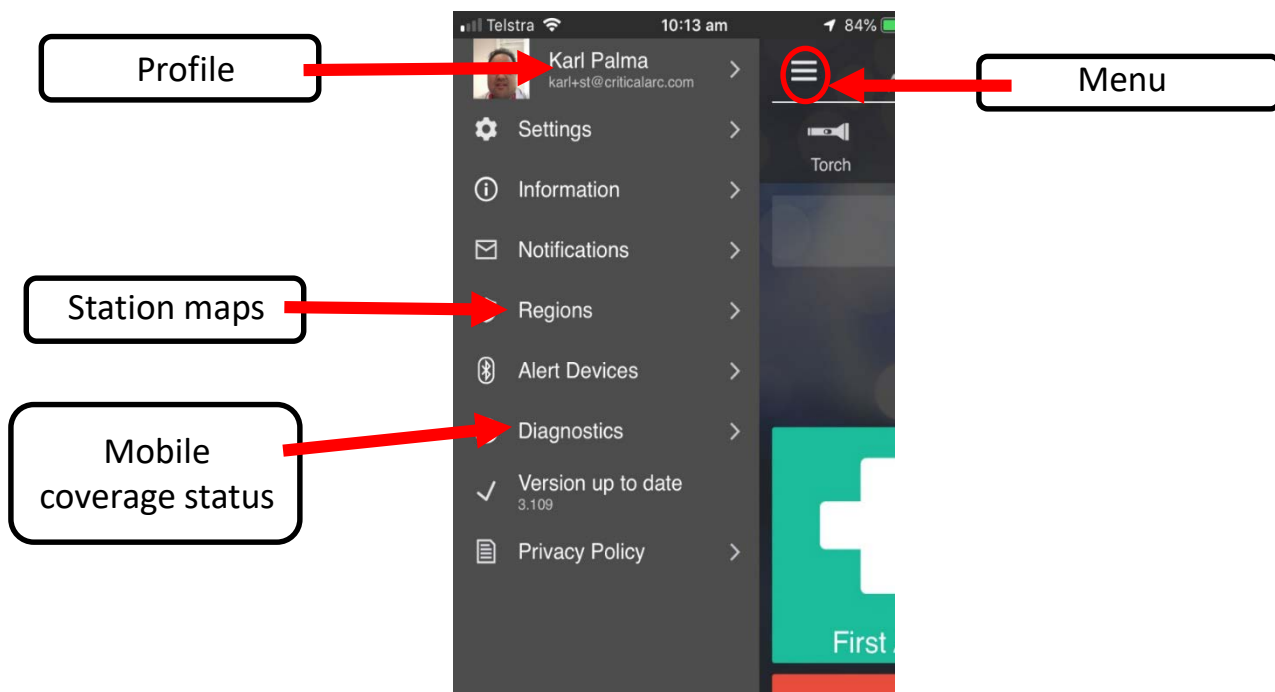 Telstra 10:13 am 84%
Profile
Karl Palma
karl+st@criticalarc.com
Menu
Settings
Torch
Information
Notifications
Station maps
Regions
Alert Devices
Mobile
coverage status
Diagnostics
Version up to date
3.109
Privacy Policy
First